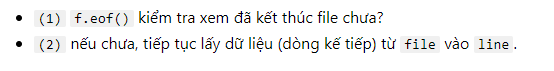 • (1) f.eof() kiểm tra xem đã kết thúc file chưa?
• (2) nếu chưa, tiếp tục lấy dữ liệu (dòng kế tiếp) từ file vào line.